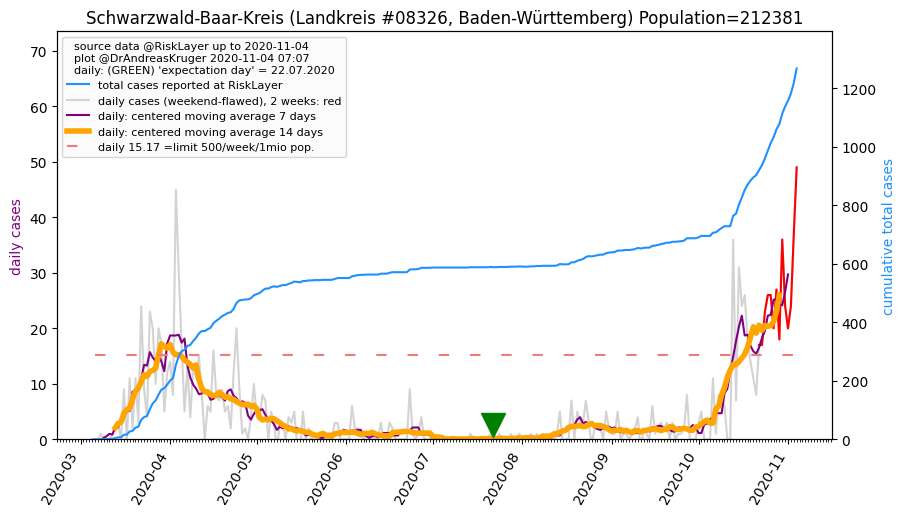 Schwarzwald-Baar-Kreis (Landkreis #08326, Baden-Württemberg) Population=212381
source data @RiskLayer up to 2020-11-04
plot @DrAndreasKruger 2020-11-04 07:07
daily: (GREEN) 'expectation day' = 22.07.2020
total cases reported at RiskLayer
daily cases (weekend-flawed), 2 weeks: red
daily: centered moving average 7 days
daily: centered moving average 14 days
daily 15.17 =limit 500/week/1mio pop.
daily cases
70
60
50
40
30
20
10
0
cumulative total cases
1200
1000
800
600
400
200
0
2020-03
2020-04
2020-05
2020-06
2020-07
2020-08
2020-09
2020-10
2020-11